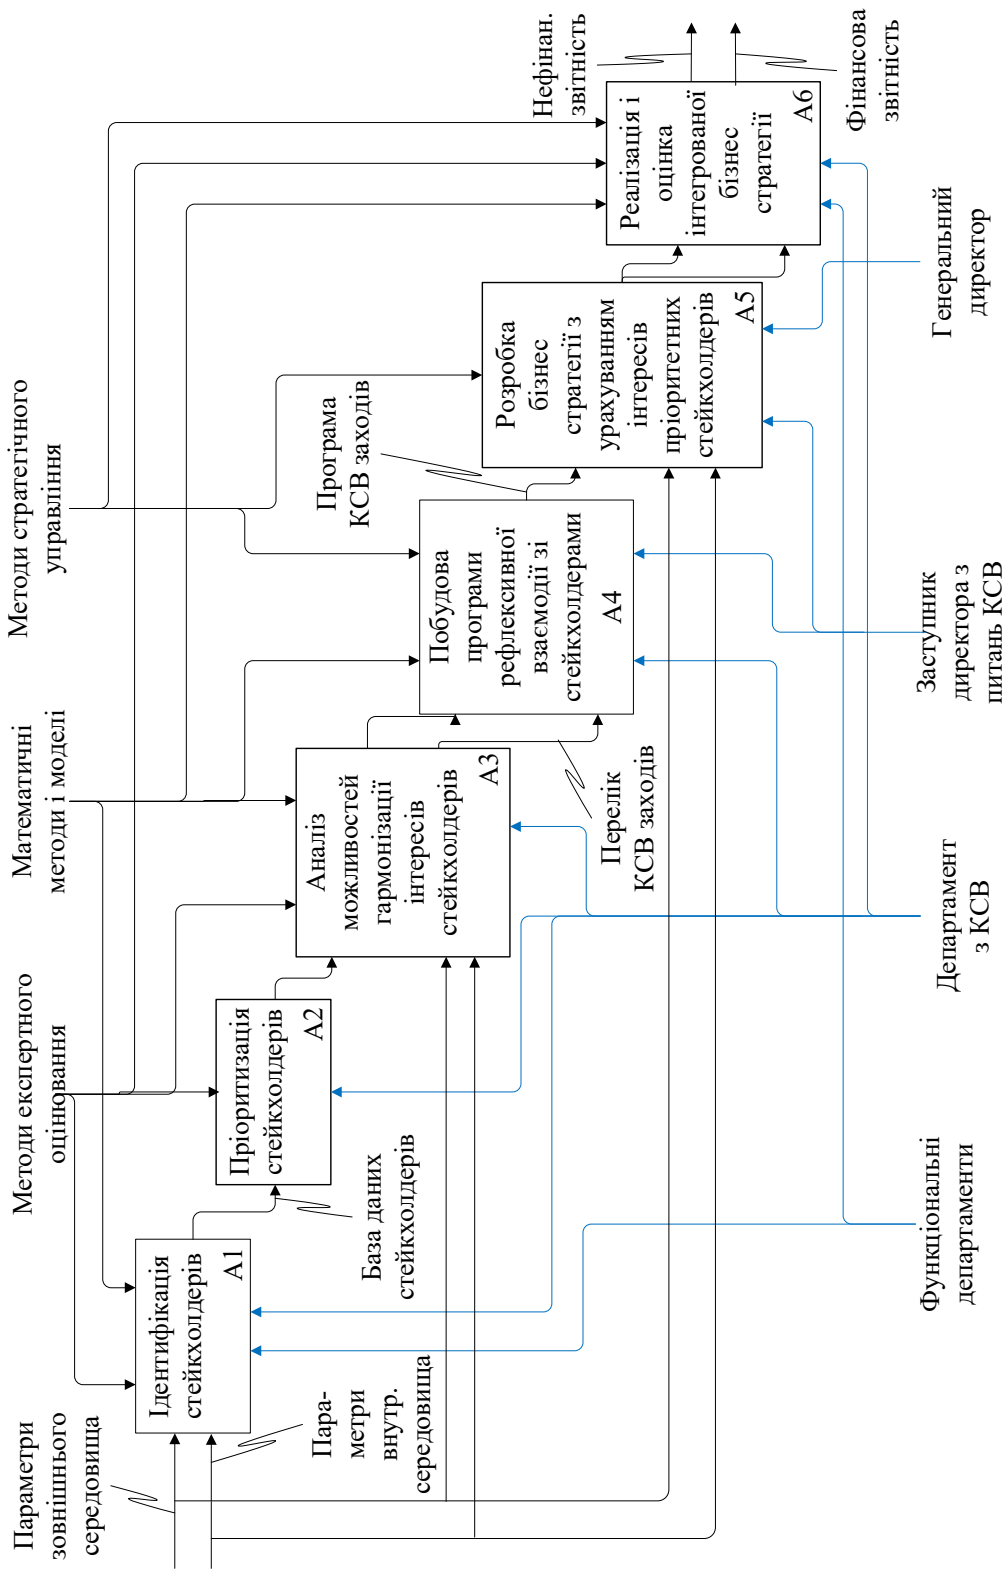 Параметри
зовнішнього
середовища
Методи експертного
оцінювання
Математичні
методи і моделі
Методи стратегічного
управління
Ідентифікація
стейкхолдерів
А1
Пара-
метри
внутр.
середовища
Пріоритизація
стейкхолдерів
А2
База даних
стейкхолдерів
Аналіз
можливостей
гармонізації
інтересів
стейкхолдерів
А3
Перелік
КСВ заходів
Побудова
програми
рефлексивної
взаємодії зі
стейкхолдерами
А4
Програма
КСВ заходів
Розробка
бізнес
стратегії з
урахуванням
інтересів
пріоритетних
стейкхолдерів
А5
Реалізація і
оцінка
інтегрованої
бізнес
стратегії
А6
Нефінан.
звітність
Фінансова
звітність
Функціональні
департаменти
Департамент
з КСВ
Заступник
директора з
питань КСВ
Генеральний
директор